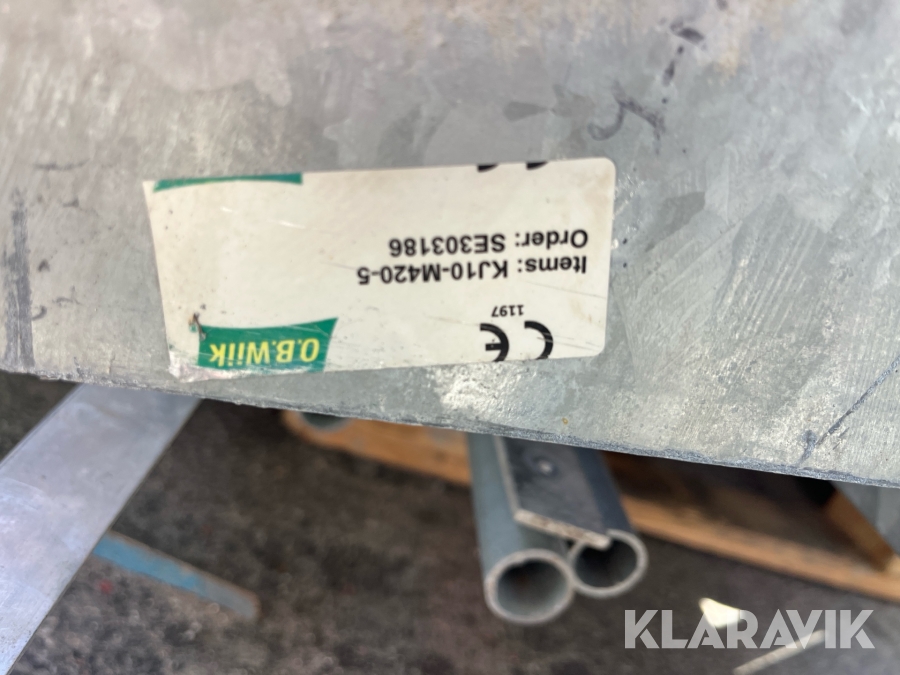 O.B.Wiik
CE
1197
Items: KJ10-M420-5
Order: SE303186
KLARAVIK